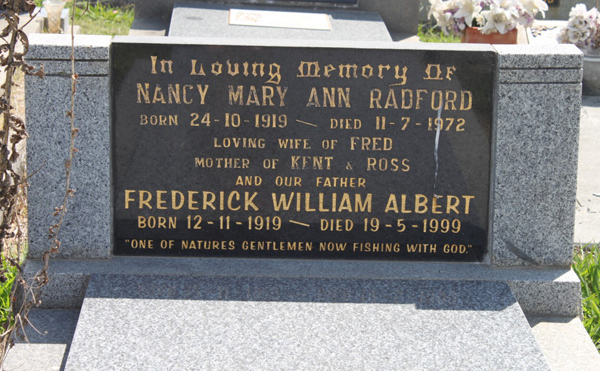 In Loving Memory Of
NANCY MARY ANN RADFORD
BORN 24-10-1919 — DIED 11-7-1972
LOVING WIFE OF FRED
MOTHER OF KENT & ROSS
AND OUR FATHER
FREDERICK WILLIAM ALBERT
BORN 12-11-1919 — DIED 19-5-1999
"ONE OF NATURES GENTLEMEN NOW FISHING WITH GOD."